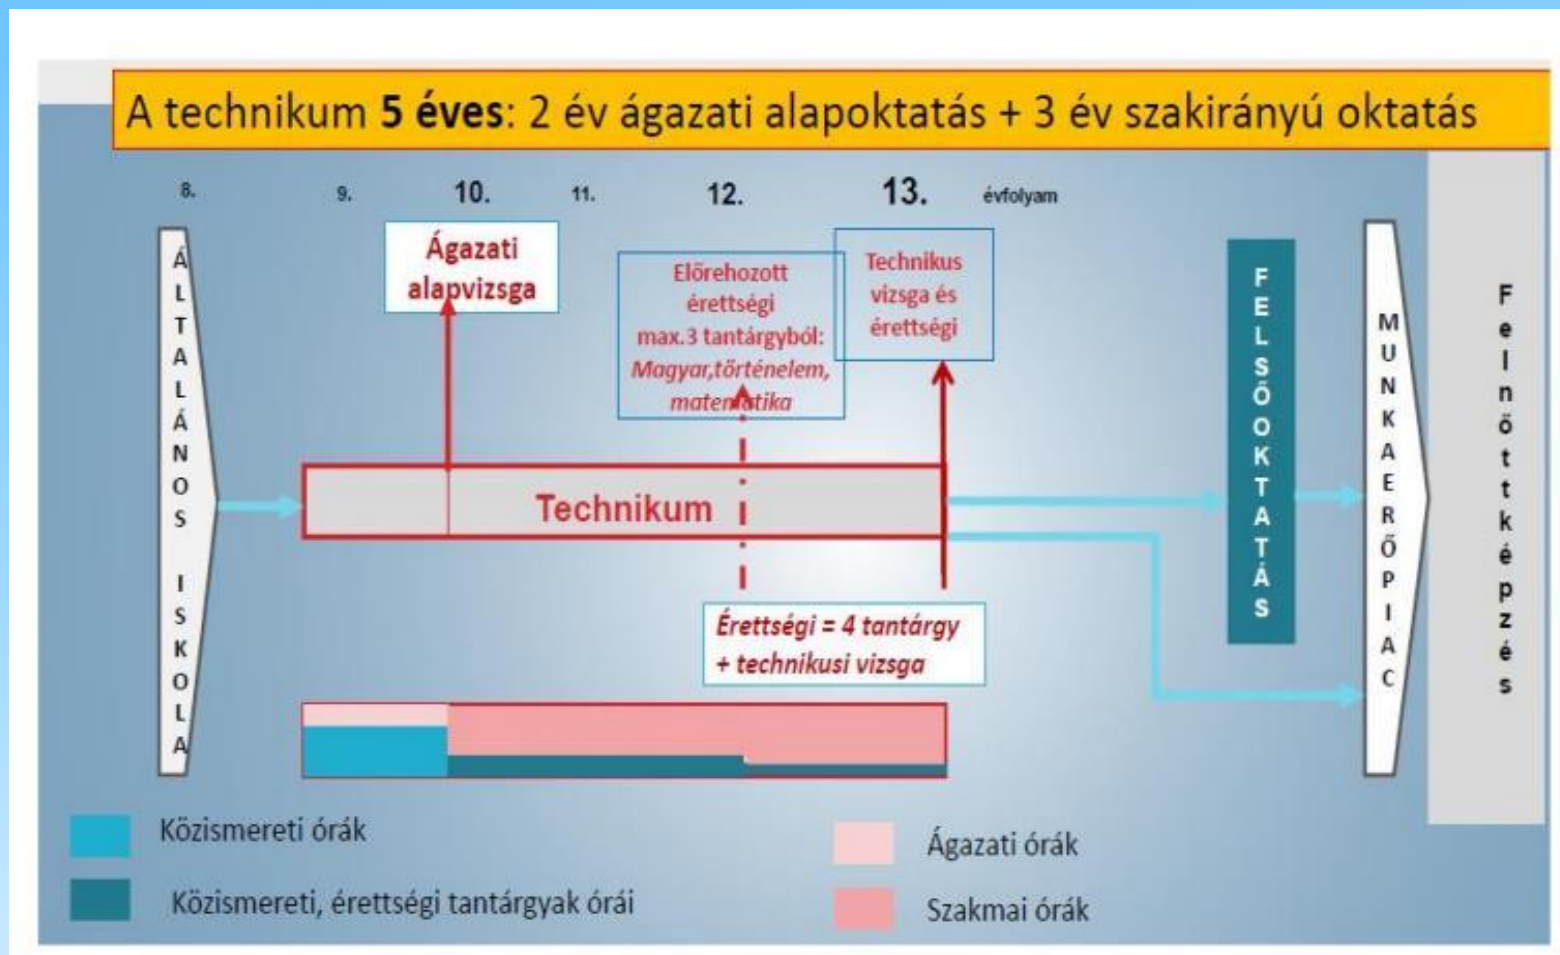 A technikum 5 éves: 2 év ágazati alapoktatás + 3 év szakirányú oktatás
8.
9.
10.
11.
12.
13.
évfolyam
ÁLTALÁNOS ISKOLA
Ágazati
alapvizsga
Előrehozott
érettségi
max.3 tantárgyból:
Magyar,történelem,
matematika
Technikus
vizsga és
érettségi
Technikum
Érettségi = 4 tantárgy
+ technikusi vizsga
FELSŐOKTATÁS
MUNKAERŐPIAC
Felnőttképzés
Közismereti órák
Közismereti, érettségi tantárgyak órái
Ágazati órák
Szakmai órák